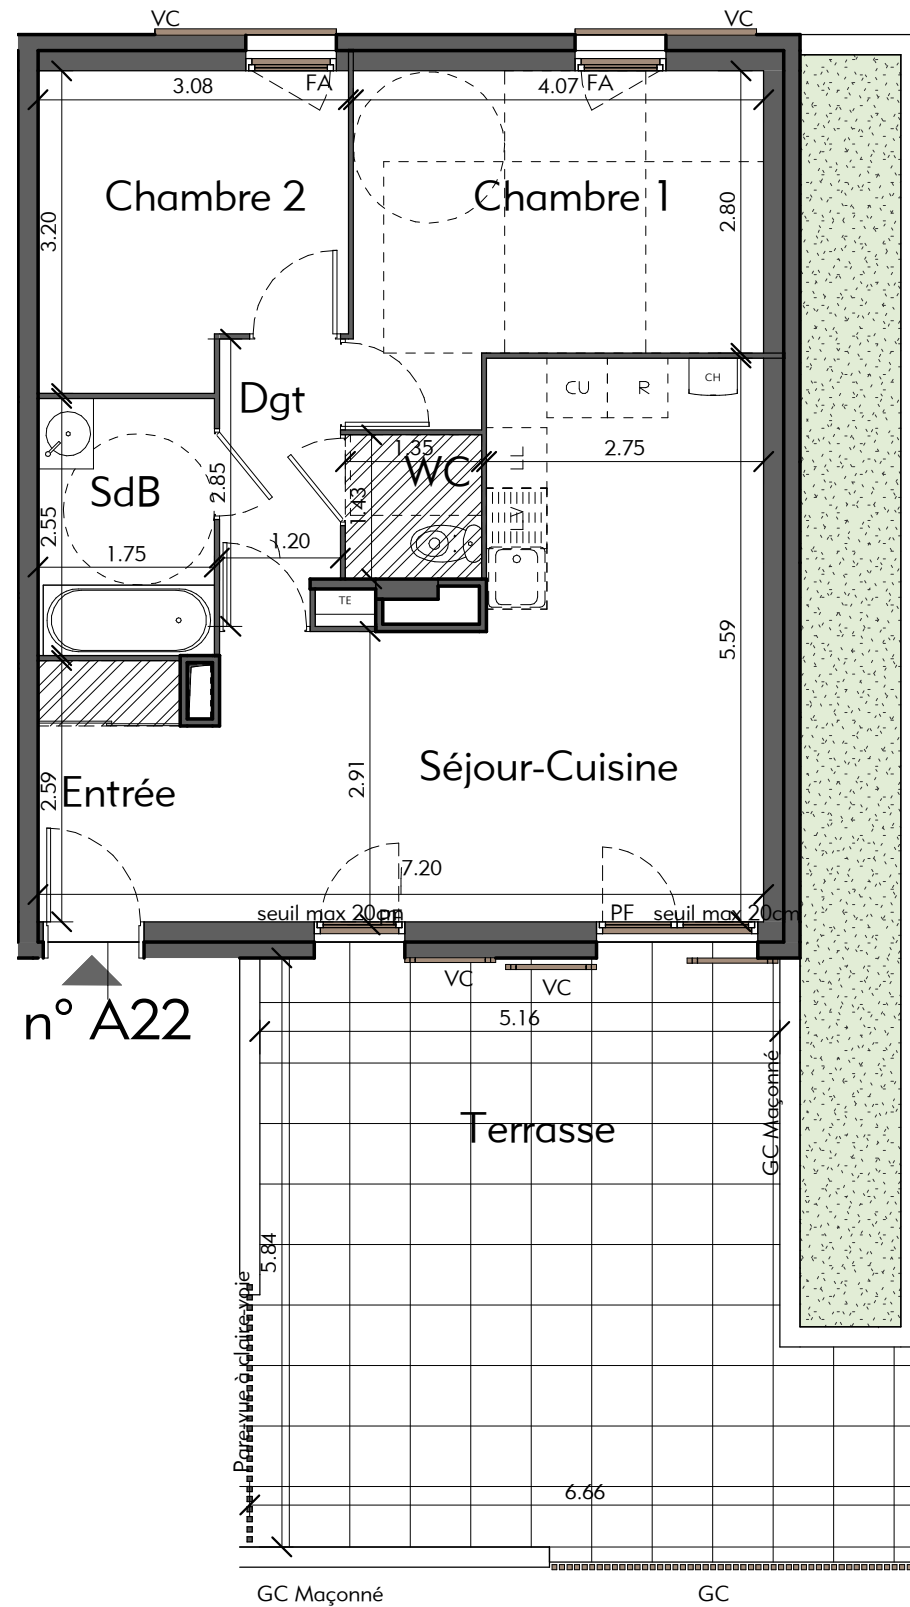 VC
VC
FA
FA
3.08
4.07
Chambre 2
Chambre 1
3.20
2.80
Dgt
CU
R
CH
1.35
2.75
LL
WC
SdB
2.85
1.43
LV
2.55
1.75
1.20
TE
5.59
Séjour-Cuisine
2.91
2.59
Entrée
7.20
seuil max 20cm
PF
PF
seuil max 20cm
VC
VC
n° A22
5.16
GC Maçonné
Terrasse
5.84
Pare-vue à claire-voie
6.66
GC Maçonné
GC